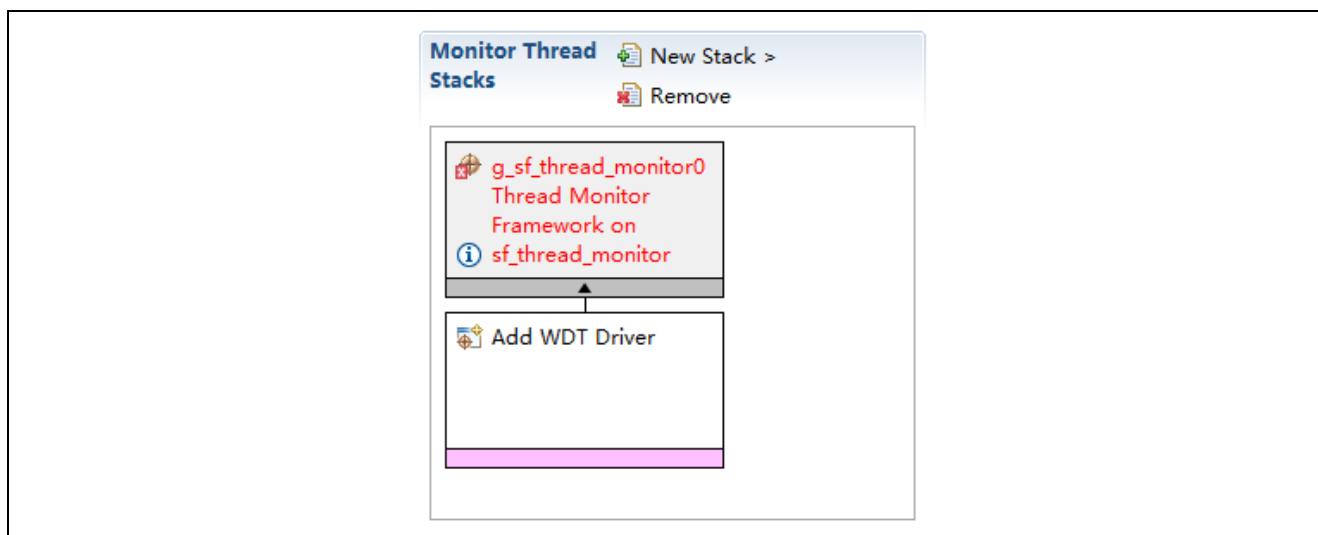 Monitor Thread
Stacks
New Stack >
Remove
g_sf_thread_monitor0
Thread Monitor
Framework on
sf_thread_monitor
Add WDT Driver